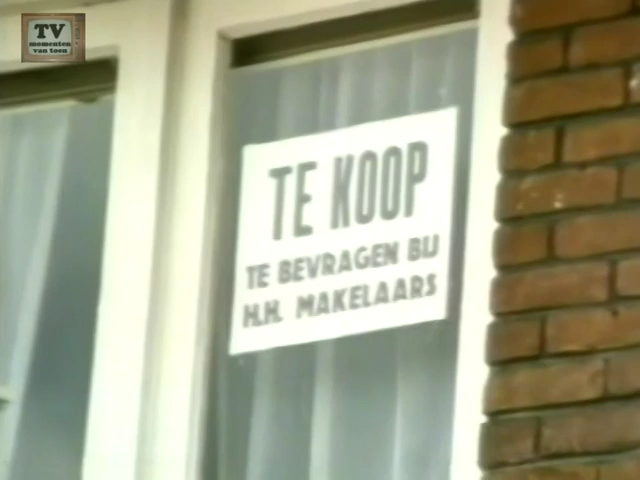 TV
momenten
van toen
TE KOOP
TE BEVRAGEN BIJ
H.H. MAKELAARS